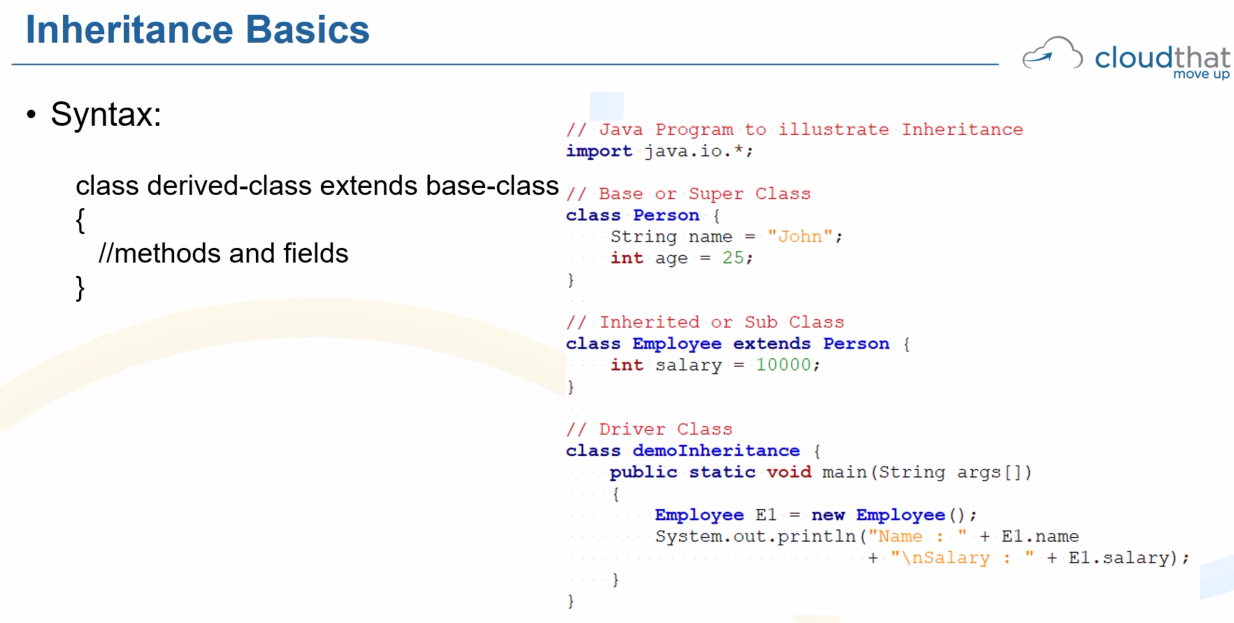 Inheritance Basics
cloudthat
move up
• Syntax:
class derived-class extends base-class
{
//methods and fields
}
// Java Program to illustrate Inheritance
import java.io.*;
// Base or Super Class
class Person {
    String name = "John";
    int age = 25;
}
// Inherited or Sub Class
class Employee extends Person {
    int salary = 10000;
}
// Driver Class
class demoInheritance {
    public static void main(String args[])
    {
        Employee E1 = new Employee();
        System.out.println("Name : " + E1.name
                           + "\nSalary : " + E1.salary);
    }
}